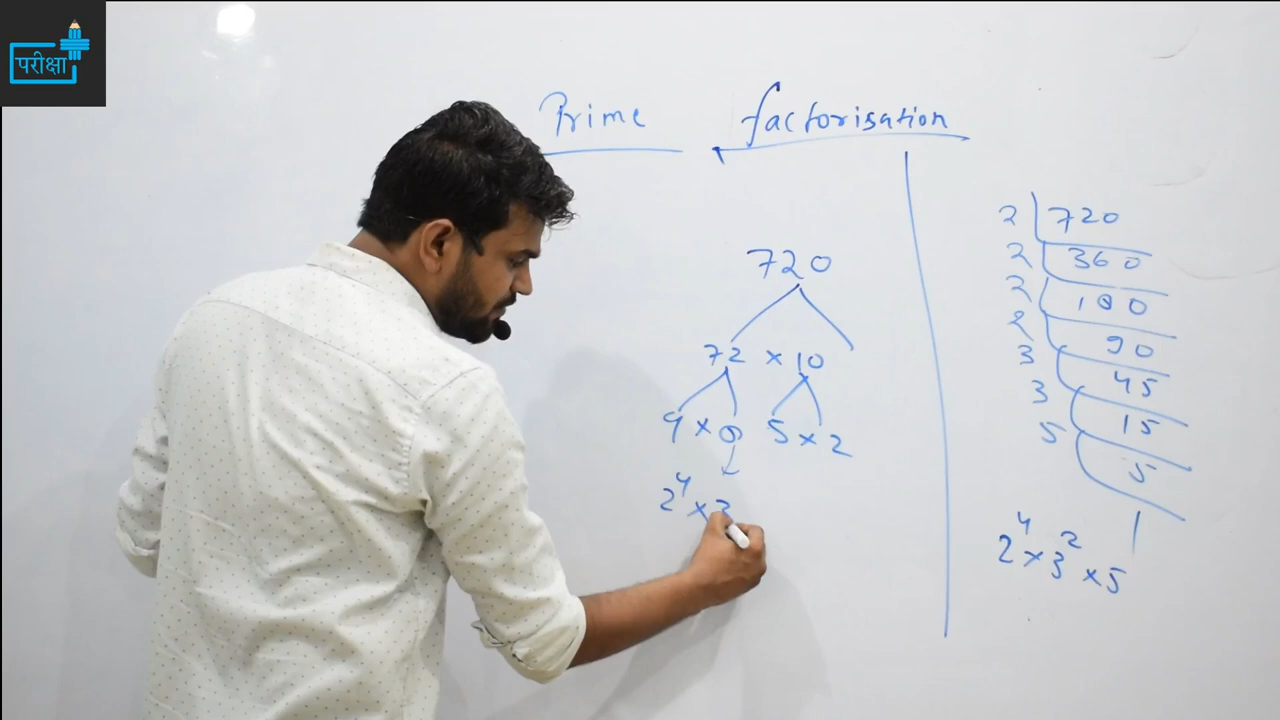 परीक्षा
Prime factorisation
720
72 × 10
9 × 8 5 × 2
2⁴ × 3
2 720
2 360
2 180
2 90
3 45
3 15
5 5
1
2⁴ × 3² × 5